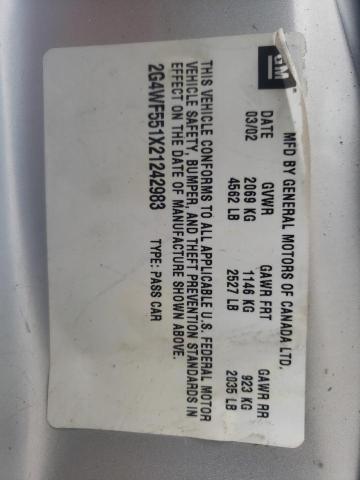 GM
MFD BY GENERAL MOTORS OF CANADA LTD.
DATE GVWR GAWR FRT GAWR RR
03/02 2069 KG 1146 KG 923 KG
4562 LB 2527 LB 2035 LB
THIS VEHICLE CONFORMS TO ALL APPLICABLE U.S. FEDERAL MOTOR
VEHICLE SAFETY, BUMPER, AND THEFT PREVENTION STANDARDS IN
EFFECT ON THE DATE OF MANUFACTURE SHOWN ABOVE.
2G4WF551X21242983 TYPE: PASS CAR